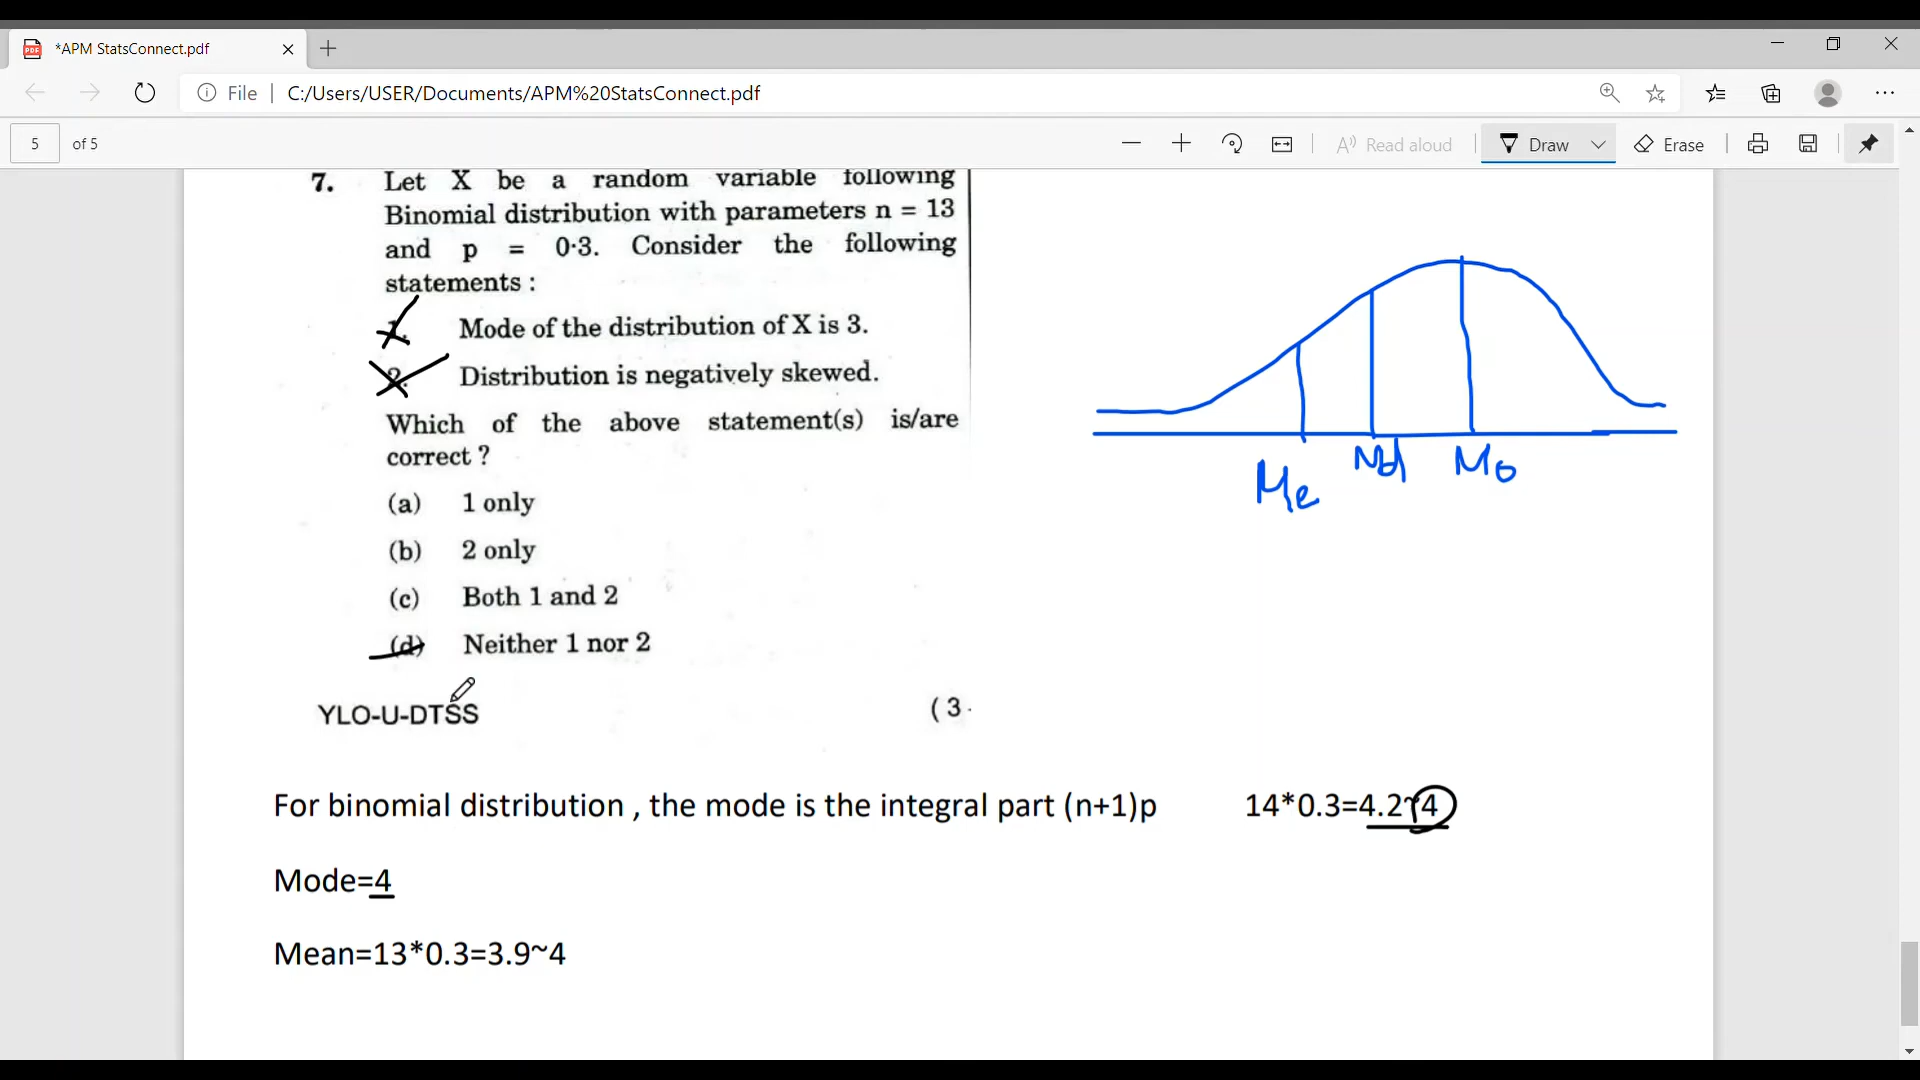 *APM StatsConnect.pdf
File | C:/Users/USER/Documents/APM%20StatsConnect.pdf
5 of 5
Read aloud
Draw
Erase
7. Let X be a random variable following
Binomial distribution with parameters n = 13
and p = 0·3. Consider the following
statements :
1. Mode of the distribution of X is 3.
2. Distribution is negatively skewed.
Which of the above statement(s) is/are
correct ?
(a) 1 only
(b) 2 only
(c) Both 1 and 2
(d) Neither 1 nor 2
YLO-U-DTSS
( 3
Me Md Mo
For binomial distribution , the mode is the integral part (n+1)p 14*0.3=4.2~4
Mode=4
Mean=13*0.3=3.9~4